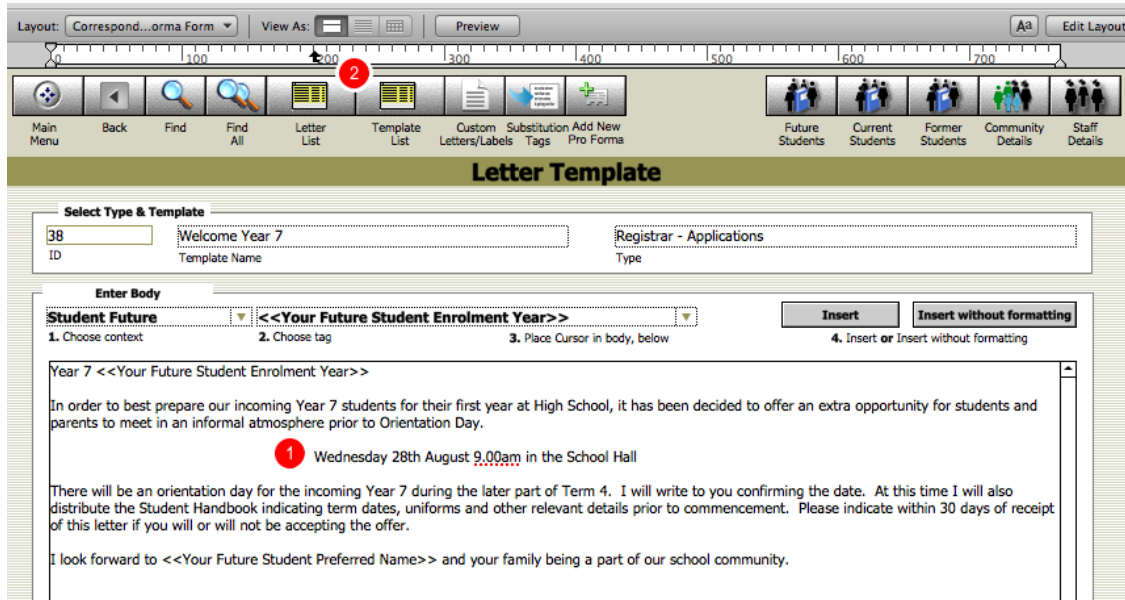 Layout: Correspond...orma Form View As: Preview Aa Edit Layout
0 100 200 300 400 500 600 700
2
Main Menu
Back
Find
Find All
Letter List
Template List
Custom Letters/Labels
Substitution Tags
Add New Pro Forma
Future Students
Current Students
Former Students
Community Details
Staff Details
Letter Template
Select Type & Template
38 Welcome Year 7 Registrar - Applications
ID Template Name Type
Enter Body
Student Future <<Your Future Student Enrolment Year>> Insert Insert without formatting
1. Choose context 2. Choose tag 3. Place Cursor in body, below 4. Insert or Insert without formatting
Year 7 <<Your Future Student Enrolment Year>>
In order to best prepare our incoming Year 7 students for their first year at High School, it has been decided to offer an extra opportunity for students and
parents to meet in an informal atmosphere prior to Orientation Day.
1 Wednesday 28th August 9.00am in the School Hall
There will be an orientation day for the incoming Year 7 during the later part of Term 4. I will write to you confirming the date. At this time I will also
distribute the Student Handbook indicating term dates, uniforms and other relevant details prior to commencement. Please indicate within 30 days of receipt
of this letter if you will or will not be accepting the offer.
I look forward to <<Your Future Student Preferred Name>> and your family being a part of our school community.